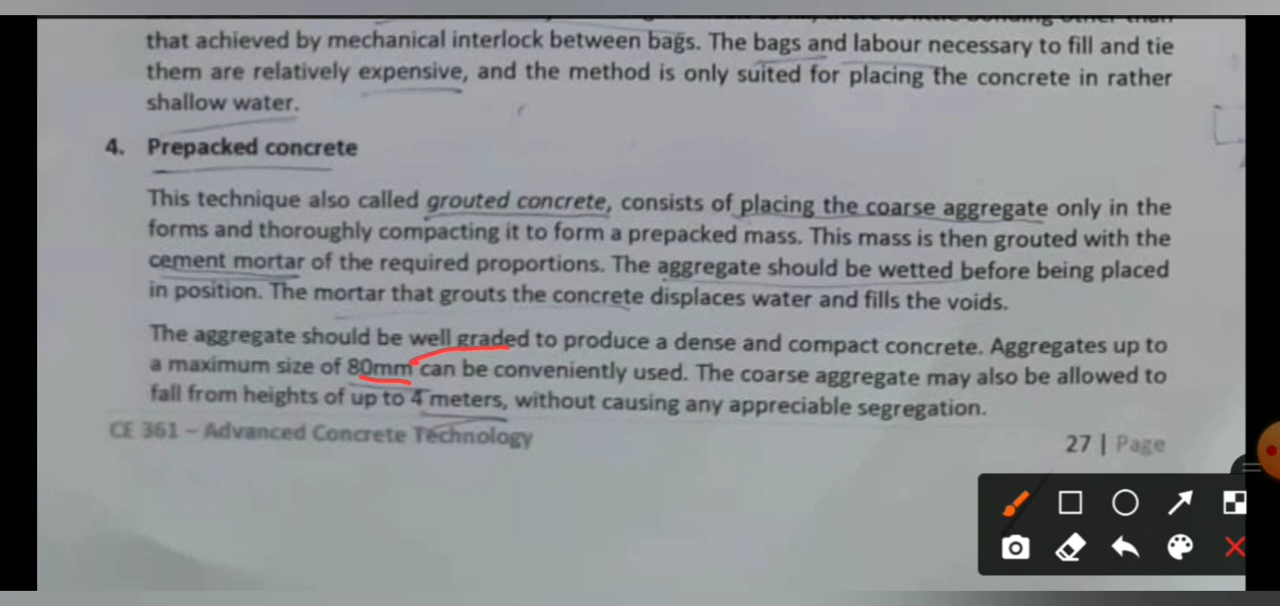 that achieved by mechanical interlock between bags. The bags and labour necessary to fill and tie
them are relatively expensive, and the method is only suited for placing the concrete in rather
shallow water.
4. Prepacked concrete
This technique also called grouted concrete, consists of placing the coarse aggregate only in the
forms and thoroughly compacting it to form a prepacked mass. This mass is then grouted with the
cement mortar of the required proportions. The aggregate should be wetted before being placed
in position. The mortar that grouts the concrete displaces water and fills the voids.
The aggregate should be well graded to produce a dense and compact concrete. Aggregates up to
a maximum size of 80mm can be conveniently used. The coarse aggregate may also be allowed to
fall from heights of up to 4 meters, without causing any appreciable segregation.
CE 361 – Advanced Concrete Technology
27 | Page